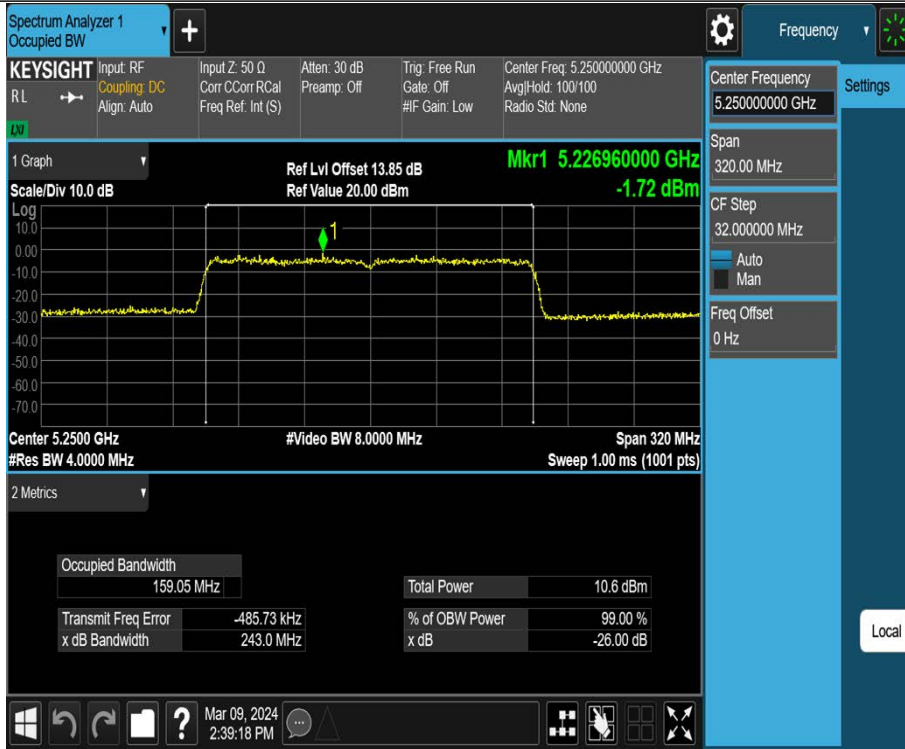 Spectrum Analyzer 1
Occupied BW
+
Frequency
KEYSIGHT
R L
LXI
Input: RF
Coupling: DC
Align: Auto
Input Z: 50 Ω
Corr CCorr RCal
Freq Ref: Int (S)
Atten: 30 dB
Preamp: Off
Trig: Free Run
Gate: Off
#IF Gain: Low
Center Freq: 5.250000000 GHz
Avg|Hold: 100/100
Radio Std: None
Center Frequency
5.250000000 GHz
Settings
Span
320.00 MHz
CF Step
32.000000 MHz
Auto
Man
Freq Offset
0 Hz
Local
1 Graph
Scale/Div 10.0 dB
Ref Lvl Offset 13.85 dB
Ref Value 20.00 dBm
Mkr1 5.226960000 GHz
-1.72 dBm
Log
10.0
0.00
-10.0
-20.0
-30.0
-40.0
-50.0
-60.0
-70.0
1
Center 5.2500 GHz
#Res BW 4.0000 MHz
#Video BW 8.0000 MHz
Span 320 MHz
Sweep 1.00 ms (1001 pts)
2 Metrics
Occupied Bandwidth
159.05 MHz
Total Power 10.6 dBm
Transmit Freq Error -485.73 kHz
% of OBW Power 99.00 %
x dB Bandwidth 243.0 MHz
x dB -26.00 dB
?
Mar 09, 2024
2:39:18 PM